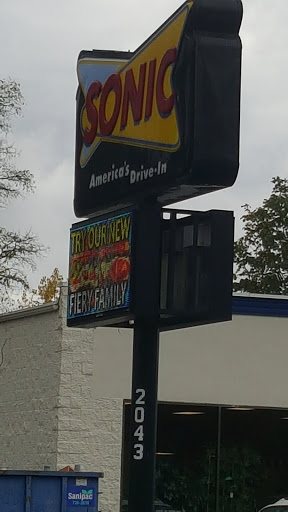 SONIC
America's Drive-In
TRY OUR NEW
FIERY FAMILY
2043
Sanipac